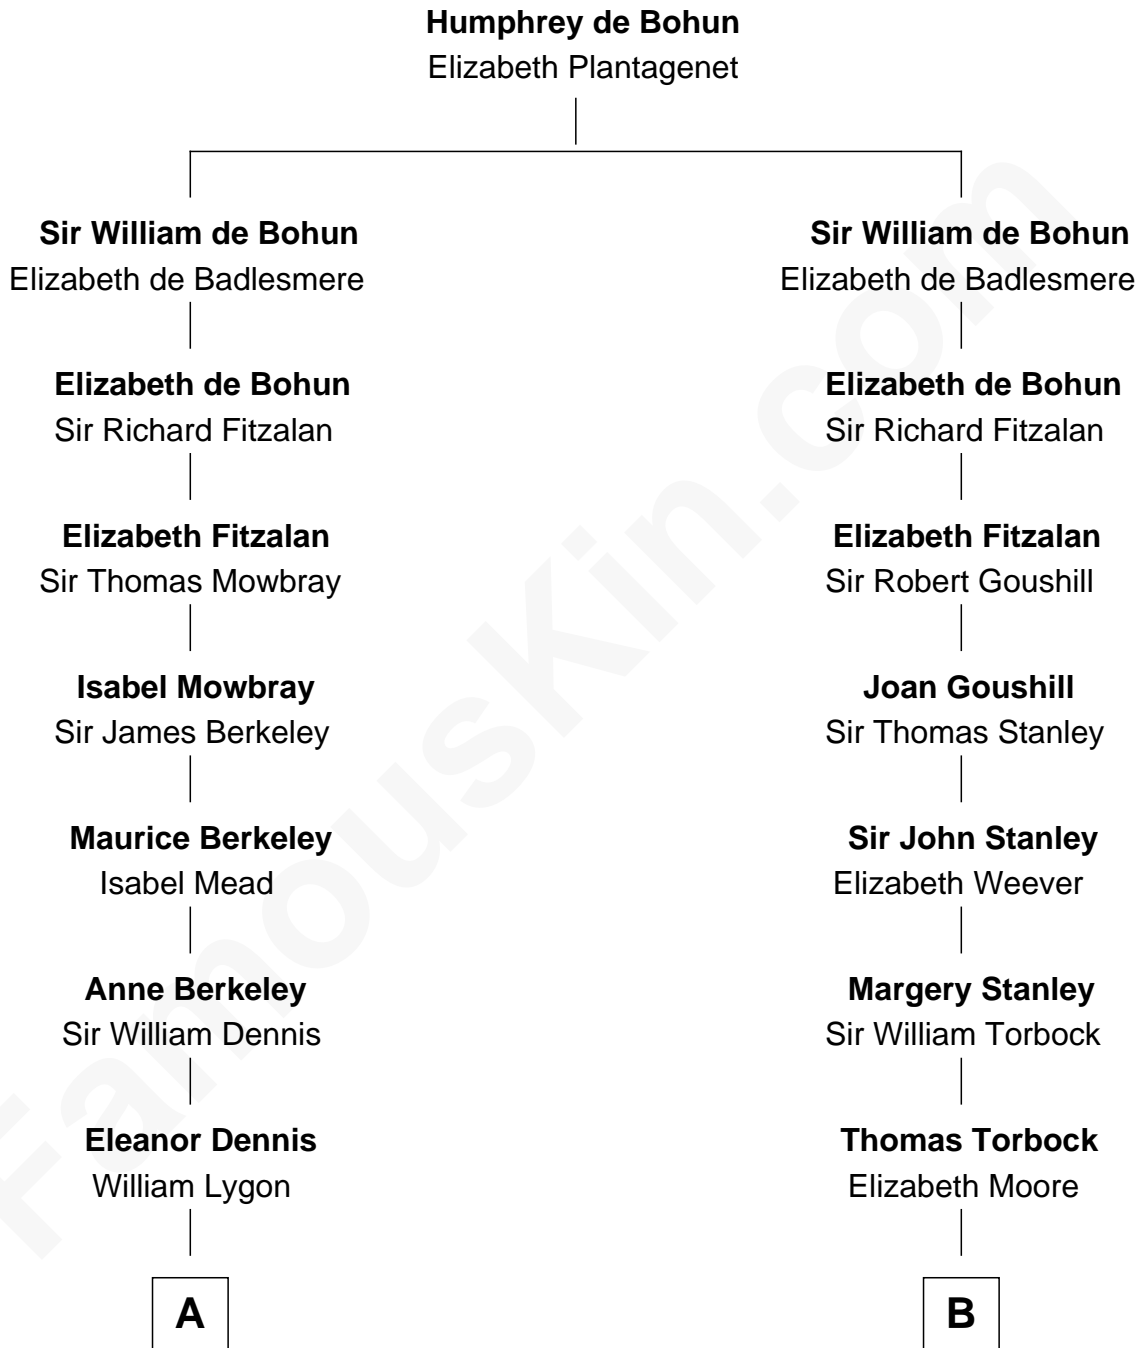 Humphrey de Bohun
Elizabeth Plantagenet
Sir William de Bohun
Elizabeth de Badlesmere
Sir William de Bohun
Elizabeth de Badlesmere
Elizabeth de Bohun
Sir Richard Fitzalan
Elizabeth de Bohun
Sir Richard Fitzalan
Elizabeth Fitzalan
Sir Thomas Mowbray
Elizabeth Fitzalan
Sir Robert Goushill
Isabel Mowbray
Sir James Berkeley
Joan Goushill
Sir Thomas Stanley
Maurice Berkeley
Isabel Mead
Sir John Stanley
Elizabeth Weever
Anne Berkeley
Sir William Dennis
Margery Stanley
Sir William Torbock
Eleanor Dennis
William Lygon
Thomas Torbock
Elizabeth Moore
A
B
FamousKin.com